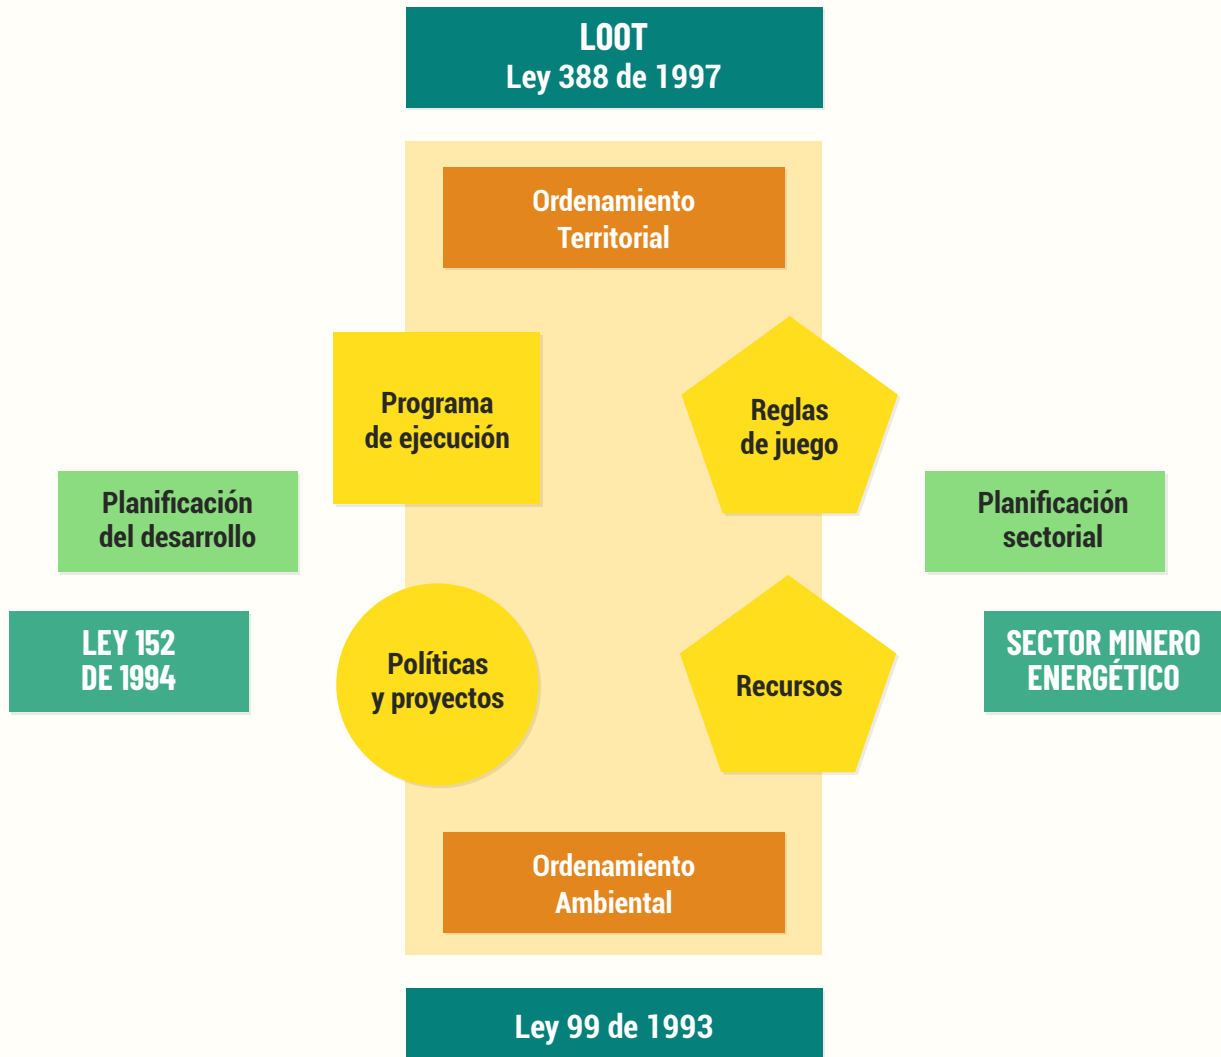 LOOT
Ley 388 de 1997
Ordenamiento
Territorial
Programa
de ejecución
Reglas
de juego
Planificación
del desarrollo
Planificación
sectorial
LEY 152
DE 1994
Políticas
y proyectos
Recursos
SECTOR MINERO
ENERGÉTICO
Ordenamiento
Ambiental
Ley 99 de 1993